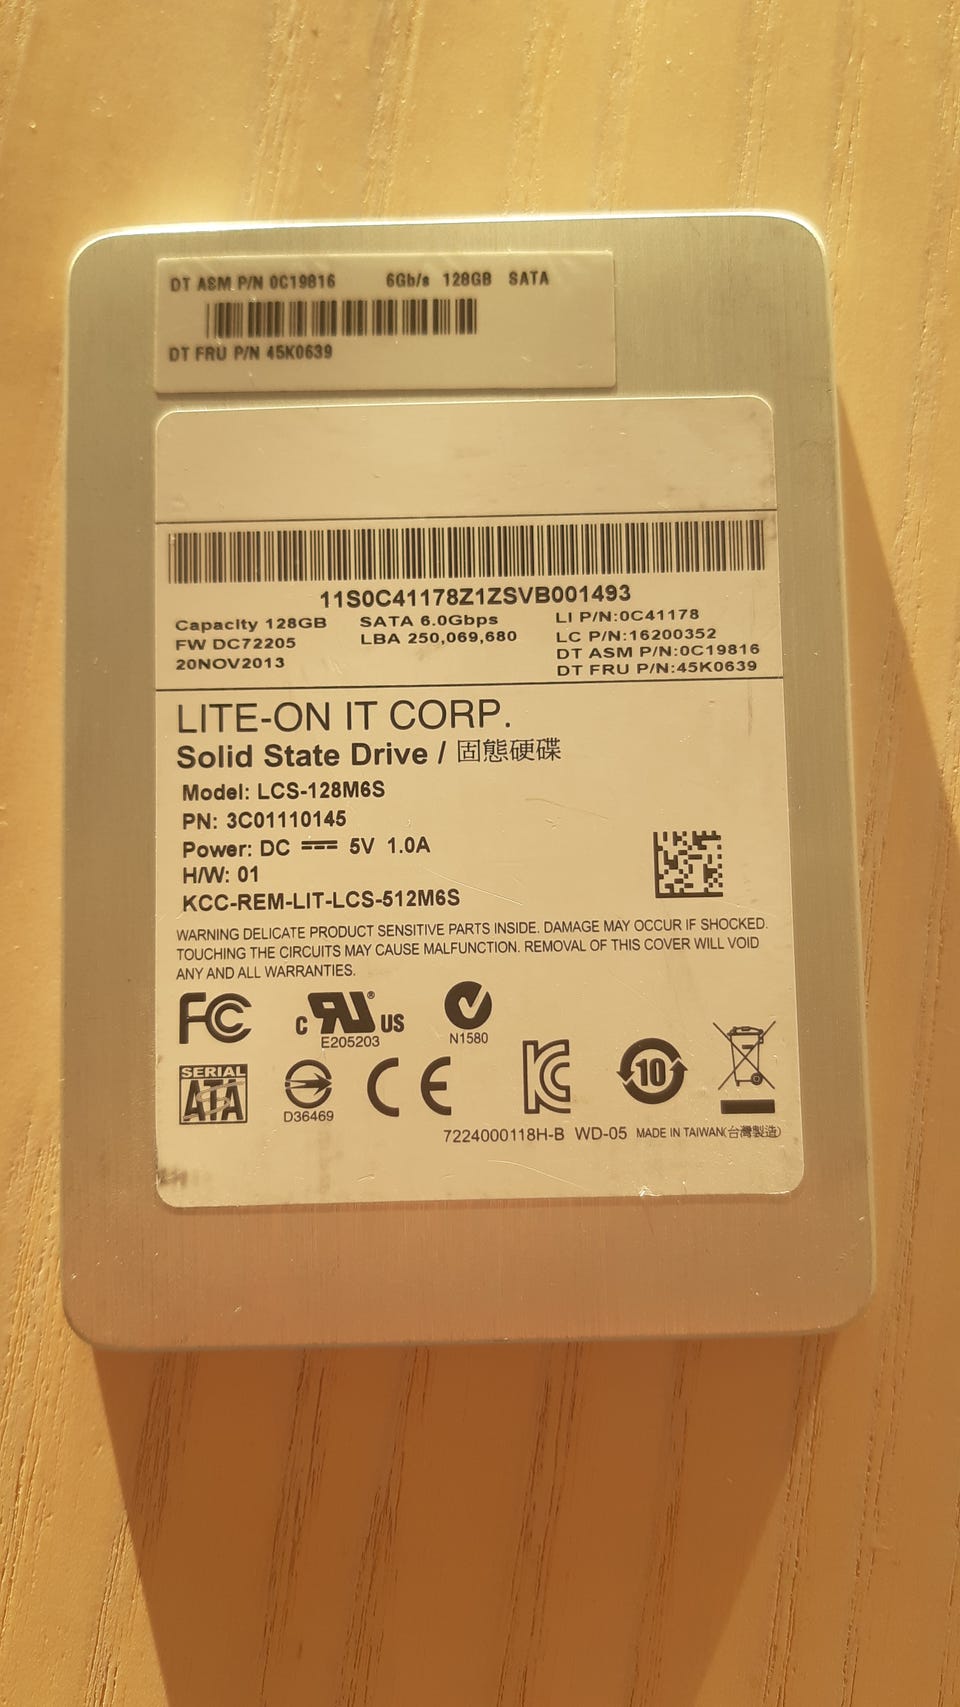 DT ASM P/N 0C19816 6Gb/s 128GB SATA
DT FRU P/N 45K0639
11S0C41178Z1ZSVB001493
Capacity 128GB SATA 6.0Gbps LI P/N:0C41178
FW DC72205 LBA 250,069,680 LC P/N:16200352
20NOV2013 DT ASM P/N:0C19816
DT FRU P/N:45K0639
LITE-ON IT CORP.
Solid State Drive / 固態硬碟
Model: LCS-128M6S
PN: 3C01110145
Power: DC 5V 1.0A
H/W: 01
KCC-REM-LIT-LCS-512M6S
WARNING DELICATE PRODUCT SENSITIVE PARTS INSIDE. DAMAGE MAY OCCUR IF SHOCKED.
TOUCHING THE CIRCUITS MAY CAUSE MALFUNCTION. REMOVAL OF THIS COVER WILL VOID
ANY AND ALL WARRANTIES.
FC C RU® US
E205203 N1580
SERIAL ATA D36469 CE KC 10
7224000118H-B WD-05 MADE IN TAIWAN(台灣製造)